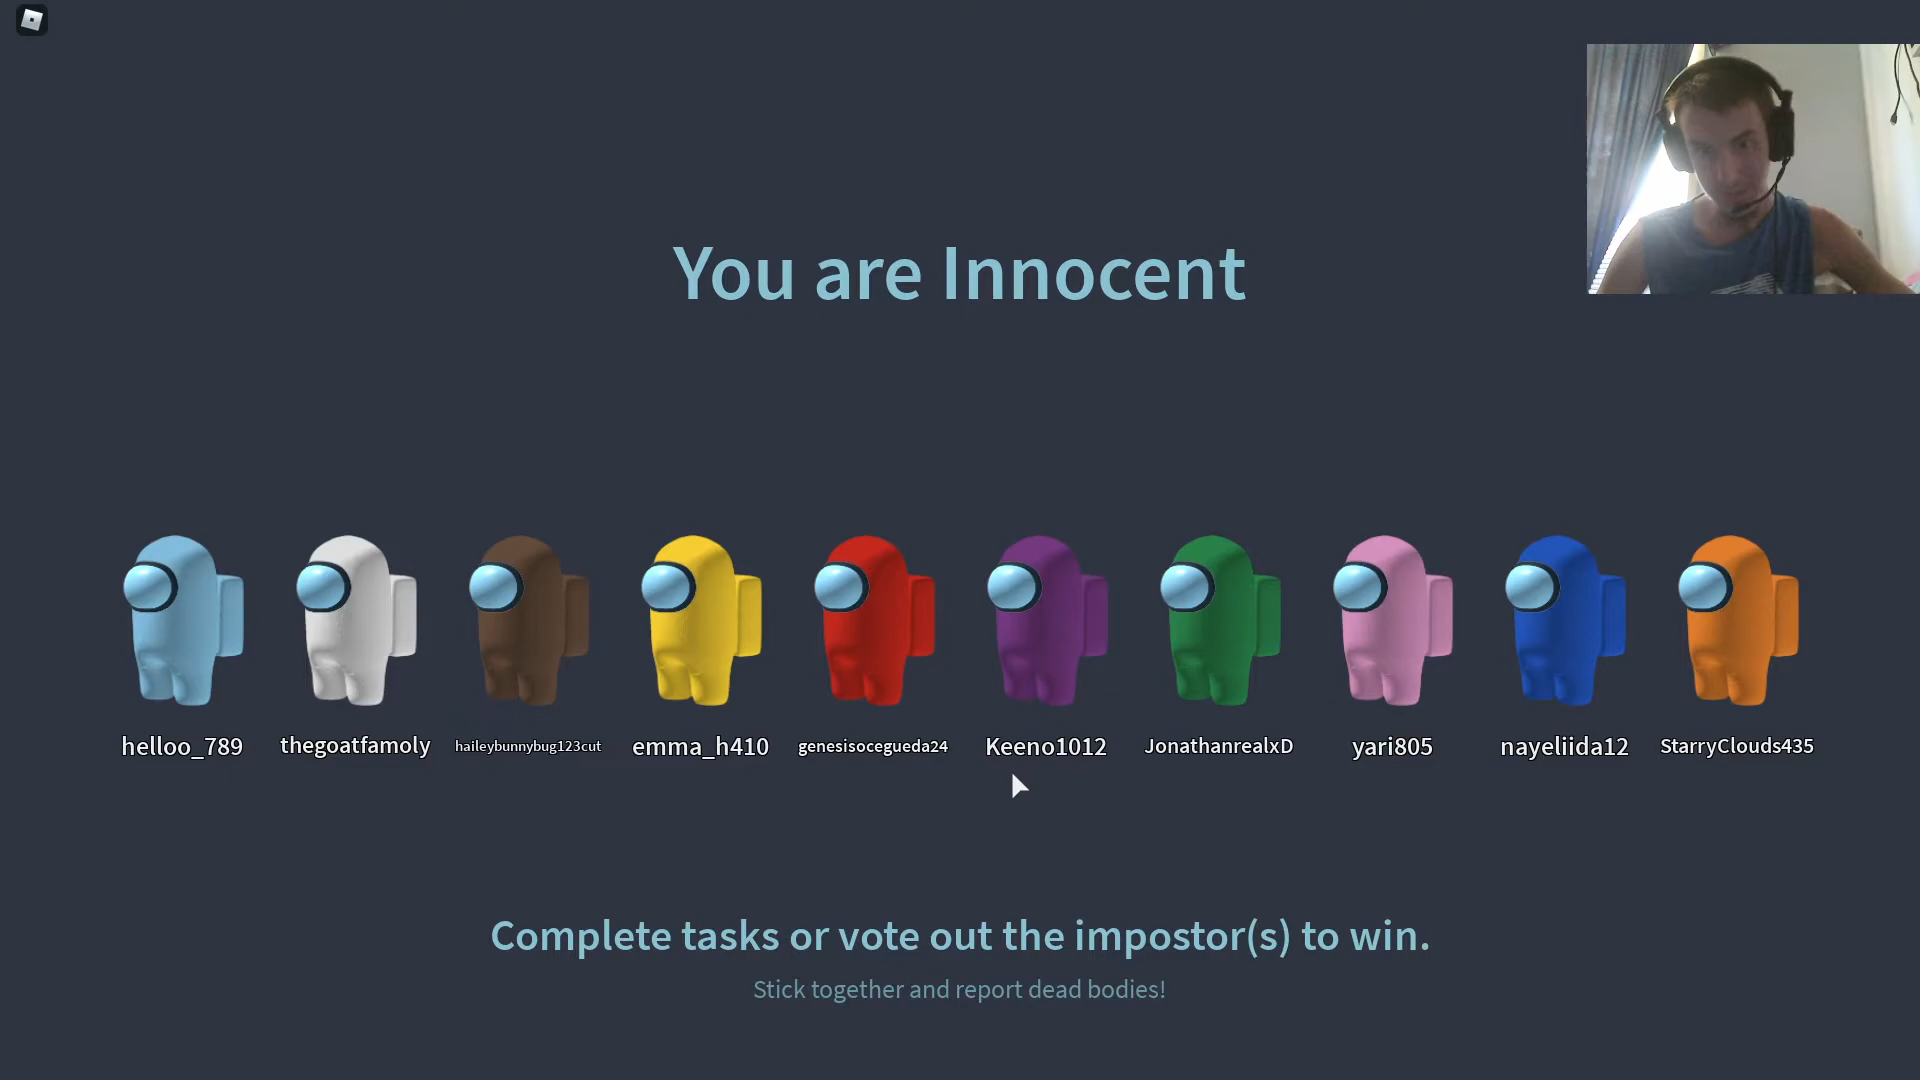 You are Innocent
helloo_789
thegoatfamoly
haileybunnybug123cut
emma_h410
genesisocegueda24
Keeno1012
JonathanrealxD
yari805
nayeliida12
StarryClouds435
Complete tasks or vote out the impostor(s) to win.
Stick together and report dead bodies!